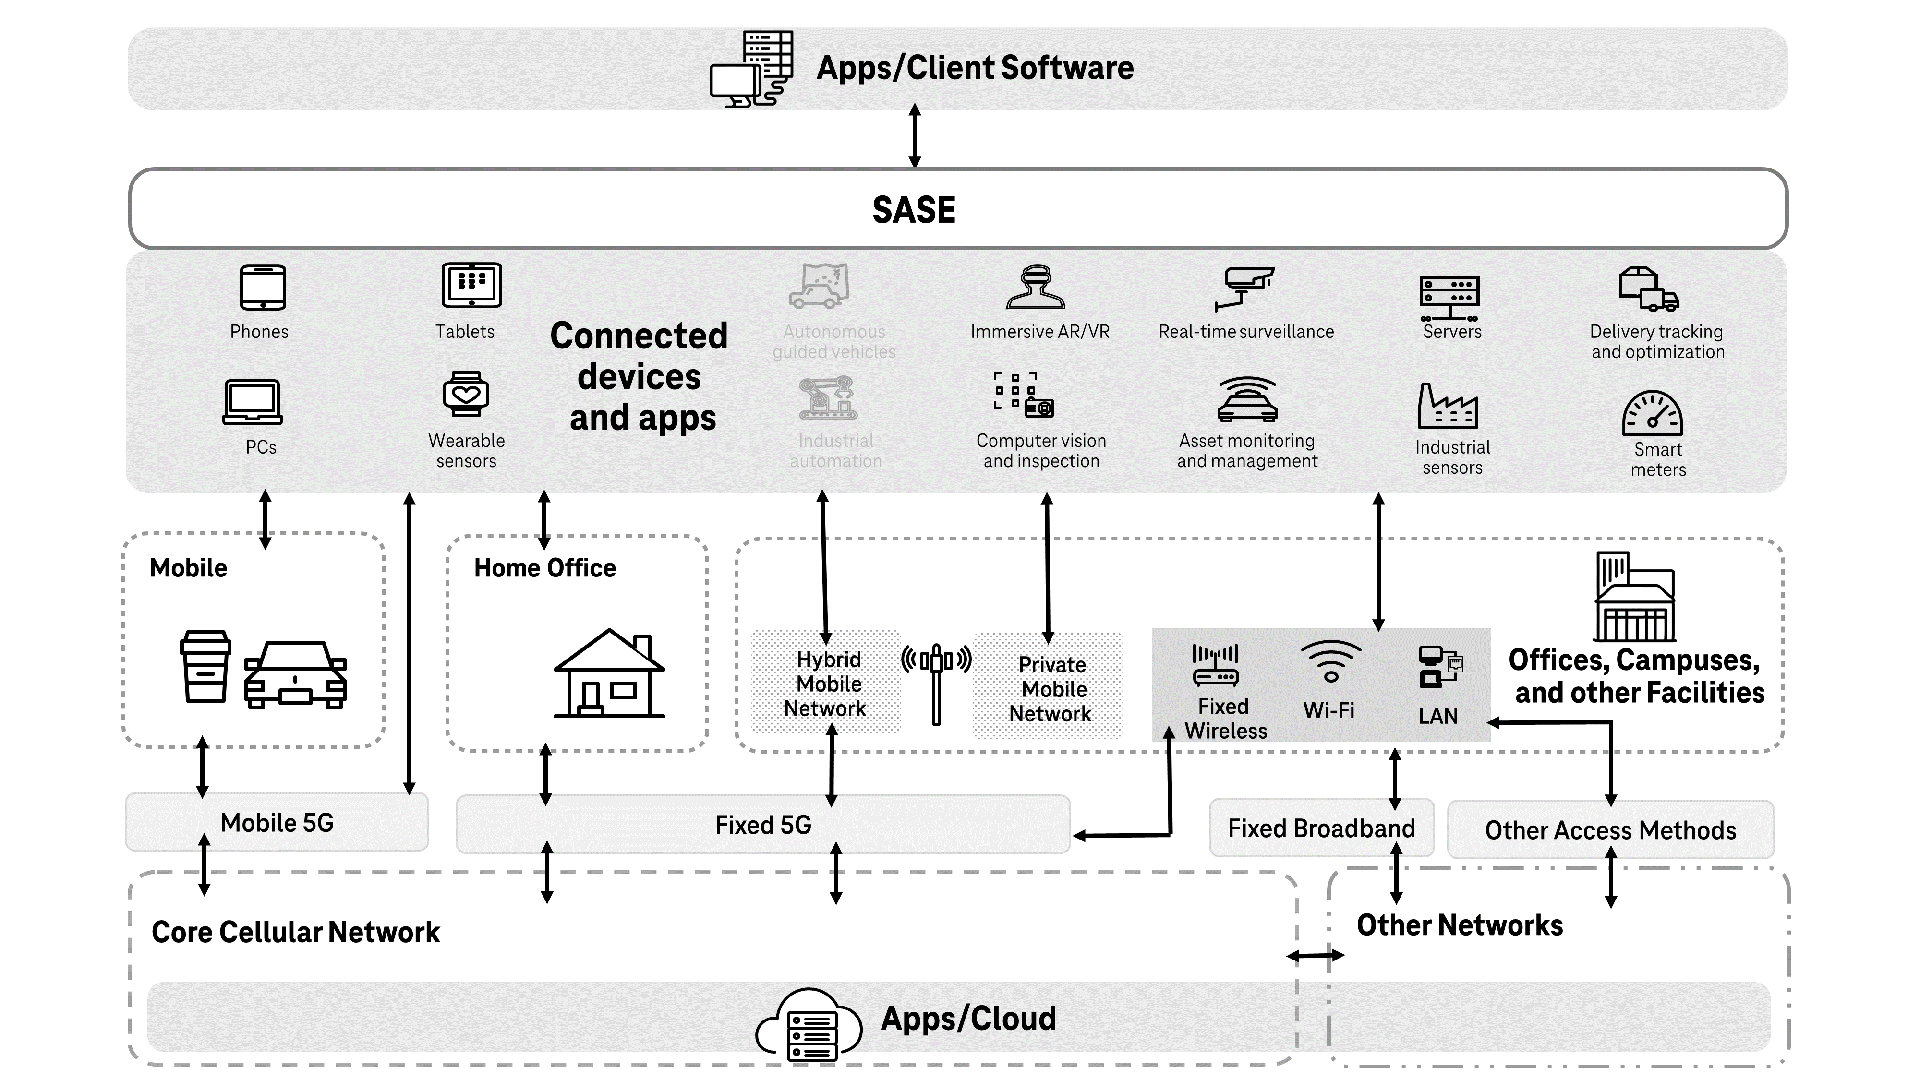 Apps/Client Software
SASE
Phones
Tablets
Connected
devices
and apps
Autonomous
guided vehicles
Immersive AR/VR
Real-time surveillance
Servers
Delivery tracking
and optimization
PCs
Wearable
sensors
Industrial
automation
Computer vision
and inspection
Asset monitoring
and management
Industrial
sensors
Smart
meters
Mobile
Home Office
Hybrid
Mobile
Network
Private
Mobile
Network
Fixed
Wireless
Wi-Fi
LAN
Offices, Campuses,
and other Facilities
Mobile 5G
Fixed 5G
Fixed Broadband
Other Access Methods
Core Cellular Network
Other Networks
Apps/Cloud